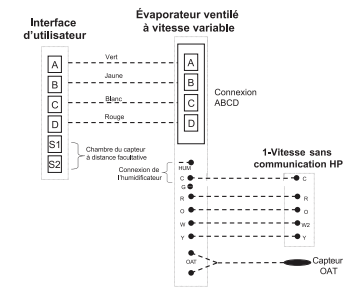 Interface
d'utilisateur
Évaporateur ventilé
à vitesse variable
A
B
C
D
S1
S2
Vert
Jaune
Blanc
Rouge
A
B
C
D
Connexion
ABCD
Chambre du capteur
à distance facultative
Connexion de
l'humidificateur
HUM
C
G
R
O
W
Y
OAT
1-Vitesse sans
communication HP
C
R
O
W2
Y
Capteur
OAT